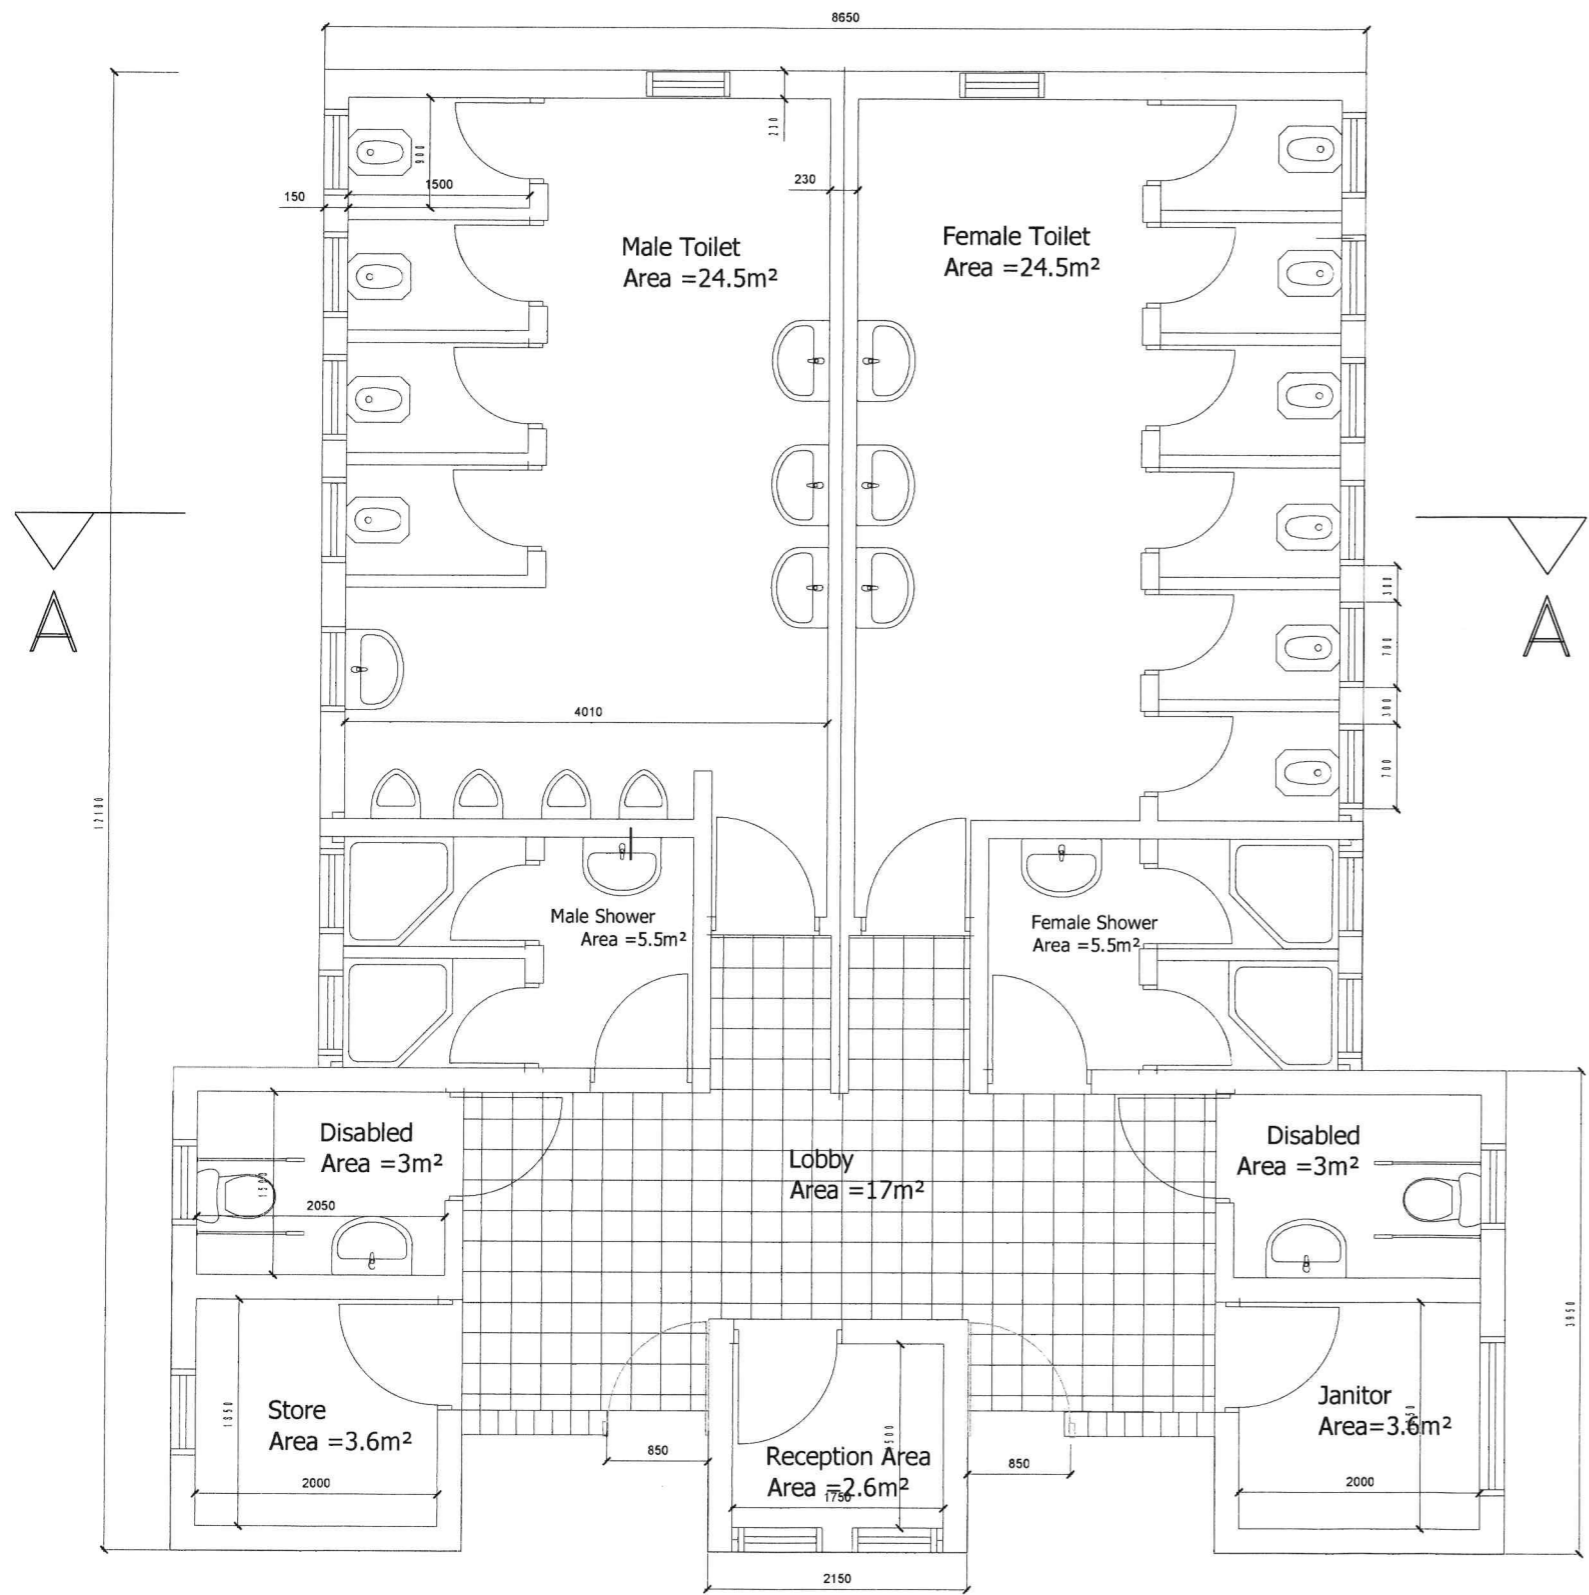 8650
230
900
1500
150
230
Male Toilet
Area =24.5m²
Female Toilet
Area =24.5m²
A
A
300
700
300
700
4010
12100
Male Shower
Area =5.5m²
Female Shower
Area =5.5m²
Disabled
Area =3m²
1500
2050
Lobby
Area =17m²
Disabled
Area =3m²
3950
Store
Area =3.6m²
1850
2000
850
Reception Area
Area =2.6m²
1750
850
Janitor
Area=3.6m²
2000
2150